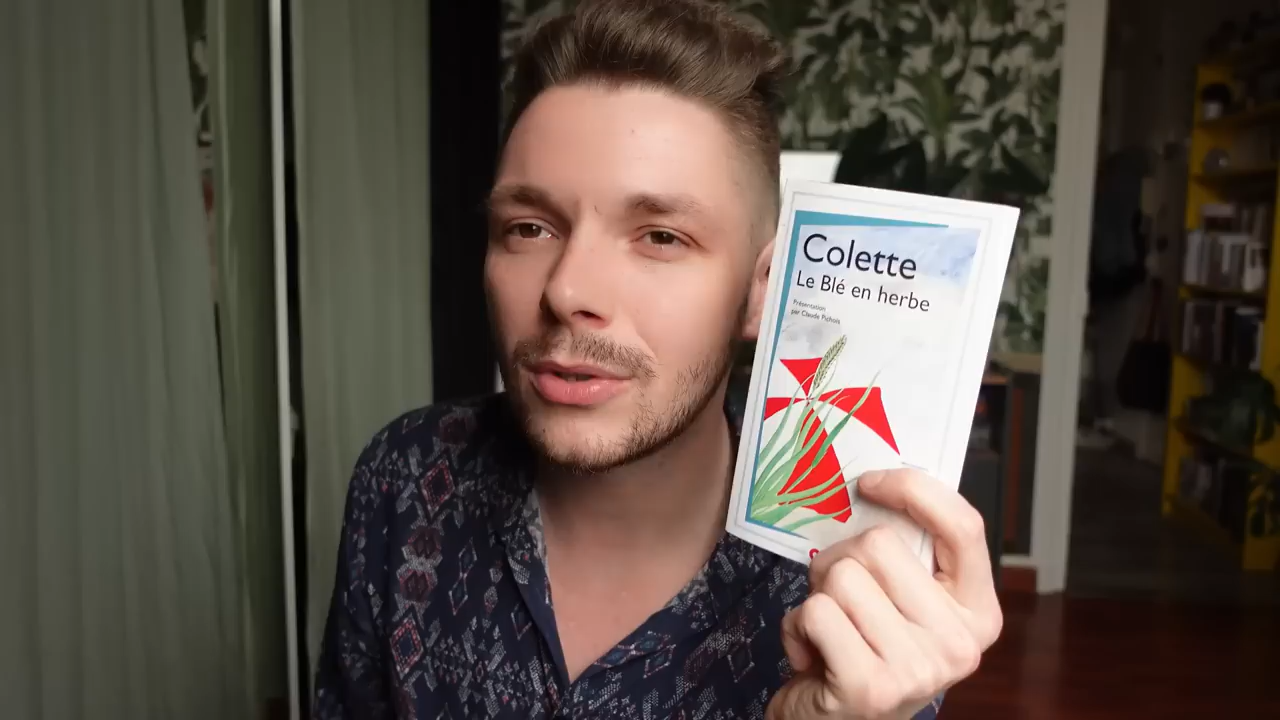 Colette
Le Blé en herbe
Présentation
par Claude Pichois